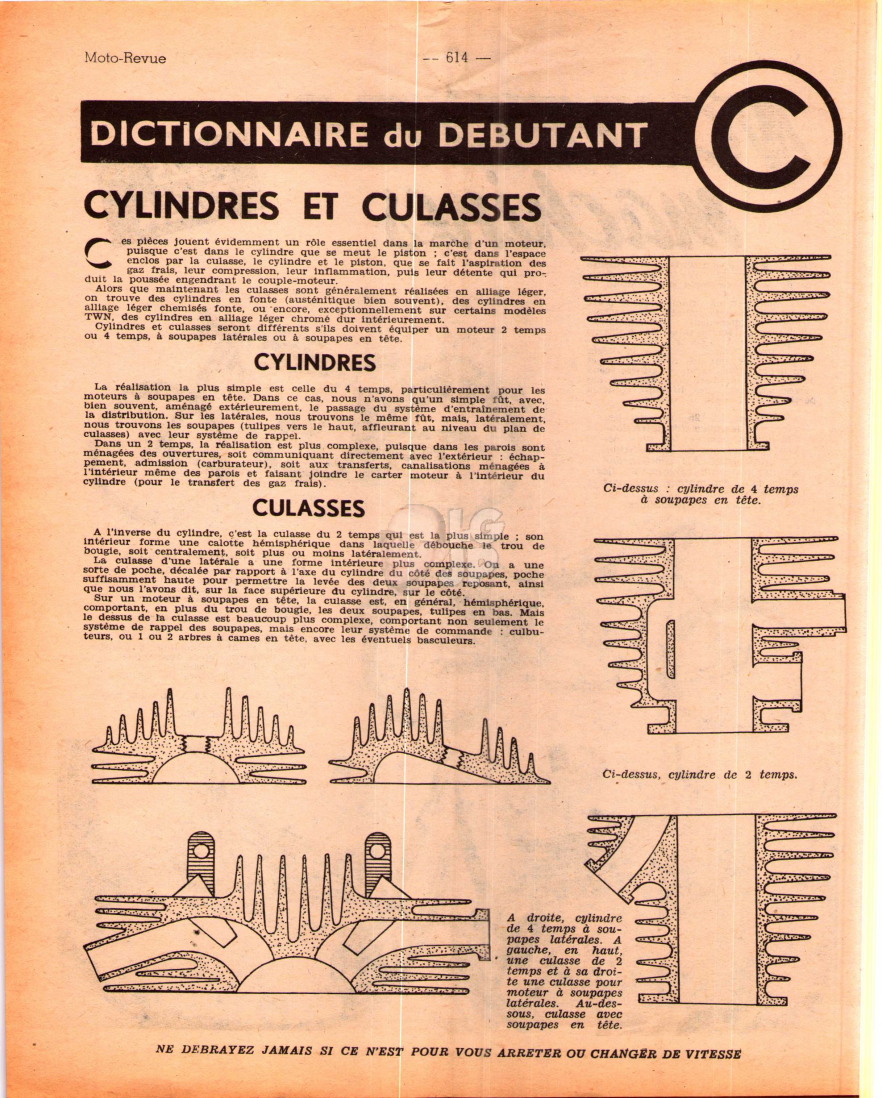 Moto-Revue
-- 614 —
DICTIONNAIRE du DEBUTANT
C
CYLINDRES ET CULASSES
Ces pièces jouent évidemment un rôle essentiel dans la marche d'un moteur,
puisque c'est dans le cylindre que se meut le piston ; c'est dans l'espace
enclos par la culasse, le cylindre et le piston, que se fait l'aspiration des
gaz frais, leur compression, leur inflammation, puis leur détente qui pro-
duit la poussée engendrant le couple-moteur.
Alors que maintenant les culasses sont généralement réalisées en alliage léger,
on trouve des cylindres en fonte (austénitique bien souvent), des cylindres en
alliage léger chemisés fonte, ou encore, exceptionnellement sur certains modèles
TWN, des cylindres en alliage léger chromé dur intérieurement.
Cylindres et culasses seront différents s'ils doivent équiper un moteur 2 temps
ou 4 temps, à soupapes latérales ou à soupapes en tête.
CYLINDRES
La réalisation la plus simple est celle du 4 temps, particulièrement pour les
moteurs à soupapes en tête. Dans ce cas, nous n'avons qu'un simple fût, avec,
bien souvent, aménagé extérieurement, le passage du système d'entraînement de
la distribution. Sur les latérales, nous trouvons le même fût, mais, latéralement,
nous trouvons les soupapes (tulipes vers le haut, affleurant au niveau du plan de
culasses) avec leur système de rappel.
Dans un 2 temps, la réalisation est plus complexe, puisque dans les parois sont
ménagées des ouvertures, soit communiquant directement avec l'extérieur : échap-
pement, admission (carburateur), soit aux transferts, canalisations ménagées à
l'intérieur même des parois et faisant joindre le carter moteur à l'intérieur du
cylindre (pour le transfert des gaz frais).
CULASSES
A l'inverse du cylindre, c'est la culasse du 2 temps qui est la plus simple ; son
intérieur forme une calotte hémisphérique dans laquelle débouche le trou de
bougie, soit centralement, soit plus ou moins latéralement.
La culasse d'une latérale a une forme intérieure plus complexe. On a une
sorte de poche, décalée par rapport à l'axe du cylindre du côté des soupapes, poche
suffisamment haute pour permettre la levée des deux soupapes reposant, ainsi
que nous l'avons dit, sur la face supérieure du cylindre, sur le côté.
Sur un moteur à soupapes en tête, la culasse est, en général, hémisphérique,
comportant, en plus du trou de bougie, les deux soupapes, tulipes en bas. Mais
le dessus de la culasse est beaucoup plus complexe, comportant non seulement le
système de rappel des soupapes, mais encore leur système de commande : culbu-
teurs, ou 1 ou 2 arbres à cames en tête, avec les éventuels basculeurs.
Ci-dessus : cylindre de 4 temps
à soupapes en tête.
Ci-dessus, cylindre de 2 temps.
A droite, cylindre
de 4 temps à sou-
papes latérales. A
gauche, en haut,
une culasse de 2
temps et à sa droi-
te une culasse pour
moteur à soupapes
latérales. Au-des-
sous, culasse avec
soupapes en tête.
NE DEBRAYEZ JAMAIS SI CE N'EST POUR VOUS ARRETER OU CHANGER DE VITESSE